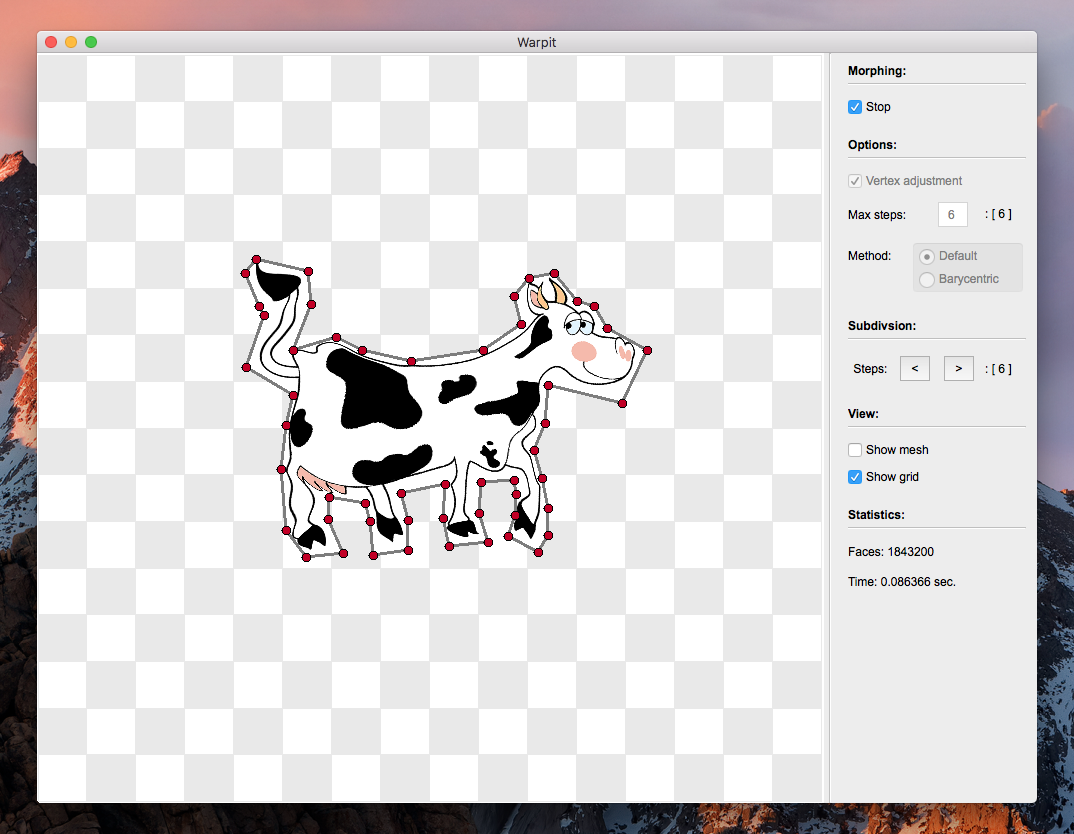 Warpit
Morphing:
Stop
Options:
Vertex adjustment
Max steps: 6 : [ 6 ]
Method: Default
Barycentric
Subdivsion:
Steps: < > : [ 6 ]
View:
Show mesh
Show grid
Statistics:
Faces: 1843200
Time: 0.086366 sec.